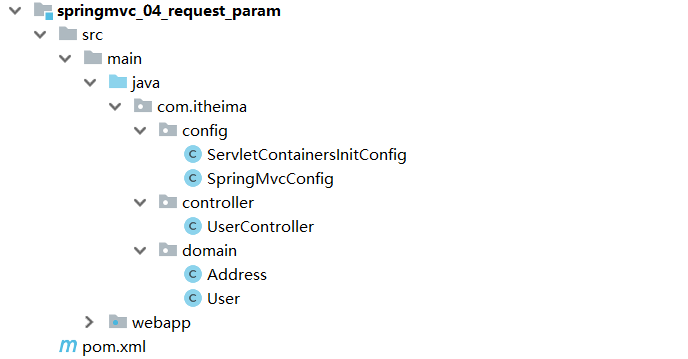 springmvc_04_request_param
src
main
java
com.itheima
config
ServletContainersInitConfig
SpringMvcConfig
controller
UserController
domain
Address
User
webapp
pom.xml